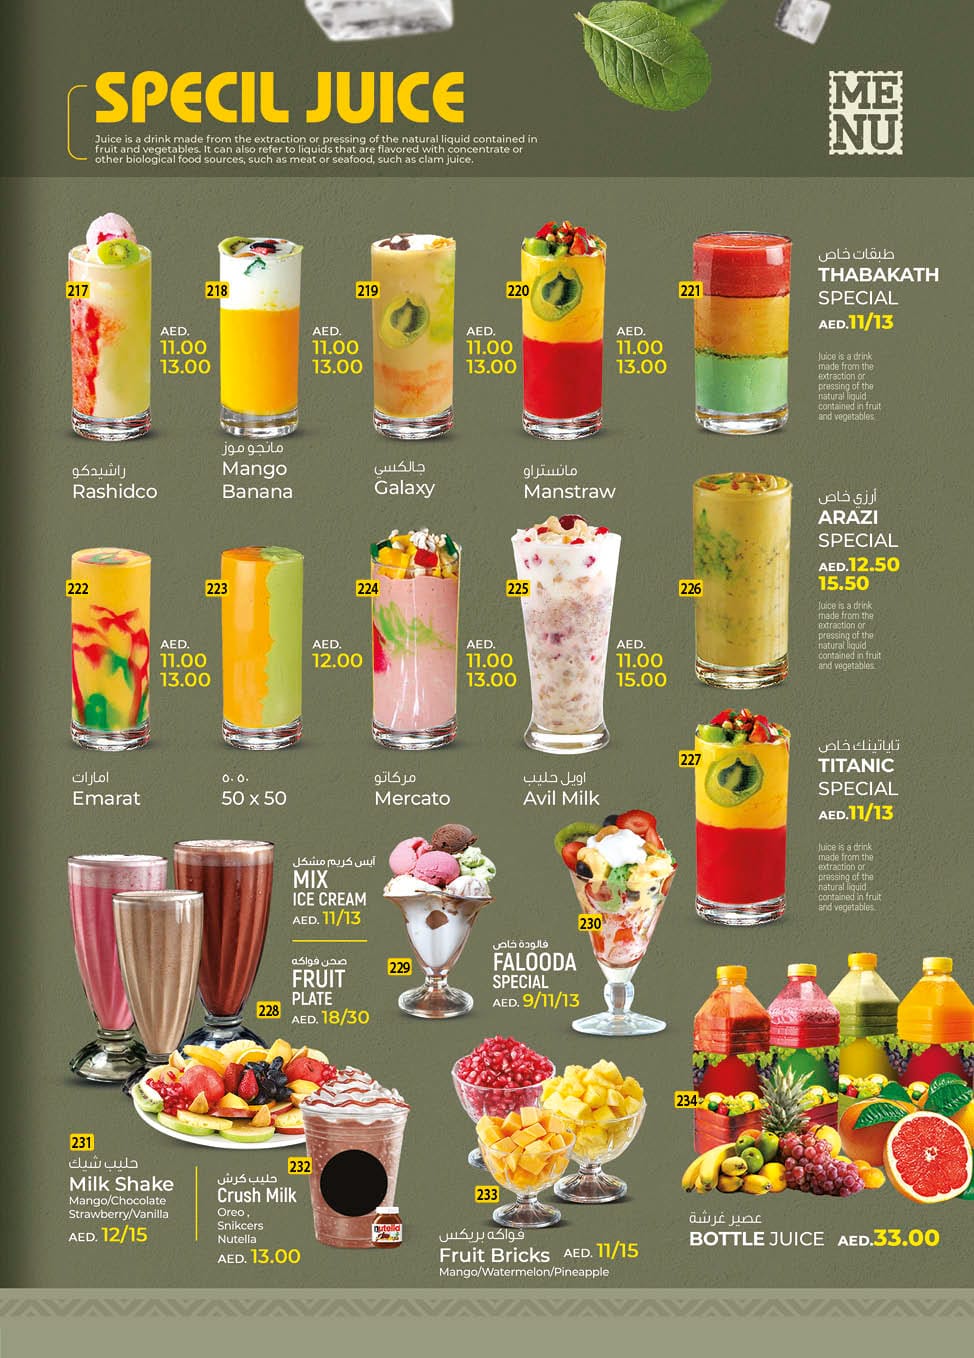 SPECIL JUICE
Juice is a drink made from the extraction or pressing of the natural liquid contained in
fruit and vegetables. It can also refer to liquids that are flavored with concentrate or
other biological food sources, such as meat or seafood, such as clam juice.
ME
NU
217
AED.
11.00
13.00
راشيدكو
Rashidco
218
AED.
11.00
13.00
مانجو موز
Mango
Banana
219
AED.
11.00
13.00
جالكسي
Galaxy
220
AED.
11.00
13.00
مانستراو
Manstraw
221
طبقات خاص
THABAKATH
SPECIAL
AED.11/13
Juice is a drink
made from the
extraction or
pressing of the
natural liquid
contained in fruit
and vegetables.
222
AED.
11.00
13.00
امارات
Emarat
223
AED.
12.00
٥٠ ٥٠
50 x 50
224
AED.
11.00
13.00
مركاتو
Mercato
225
AED.
11.00
15.00
اويل حليب
Avil Milk
226
أرزي خاص
ARAZI
SPECIAL
AED.12.50
15.50
Juice is a drink
made from the
extraction or
pressing of the
natural liquid
contained in fruit
and vegetables.
227
تايتانيك خاص
TITANIC
SPECIAL
AED.11/13
Juice is a drink
made from the
extraction or
pressing of the
natural liquid
contained in fruit
and vegetables.
آيس كريم مشكل
MIX
ICE CREAM
AED. 11/13
229
228
صحن فواكه
FRUIT
PLATE
AED. 18/30
230
فالودة خاص
FALOODA
SPECIAL
AED. 9/11/13
231
حليب شيك
Milk Shake
Mango/Chocolate
Strawberry/Vanilla
AED. 12/15
232
حليب كرش
Crush Milk
Oreo ,
Snikcers
Nutella
AED. 13.00
nutella
233
فواكه بريكس
Fruit Bricks AED. 11/15
Mango/Watermelon/Pineapple
234
عصير غرشة
BOTTLE JUICE AED.33.00